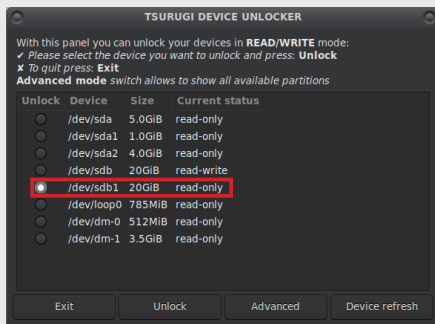 TSURUGI DEVICE UNLOCKER
With this panel you can unlock your devices in READ/WRITE mode:
✔ Please select the device you want to unlock and press: Unlock
✘ To quit press: Exit
Advanced mode switch allows to show all available partitions
Unlock Device Size Current status
/dev/sda 5.0GiB read-only
/dev/sda1 1.0GiB read-only
/dev/sda2 4.0GiB read-only
/dev/sdb 20GiB read-write
/dev/sdb1 20GiB read-only
/dev/loop0 785MiB read-only
/dev/dm-0 512MiB read-only
/dev/dm-1 3.5GiB read-only
Exit Unlock Advanced Device refresh